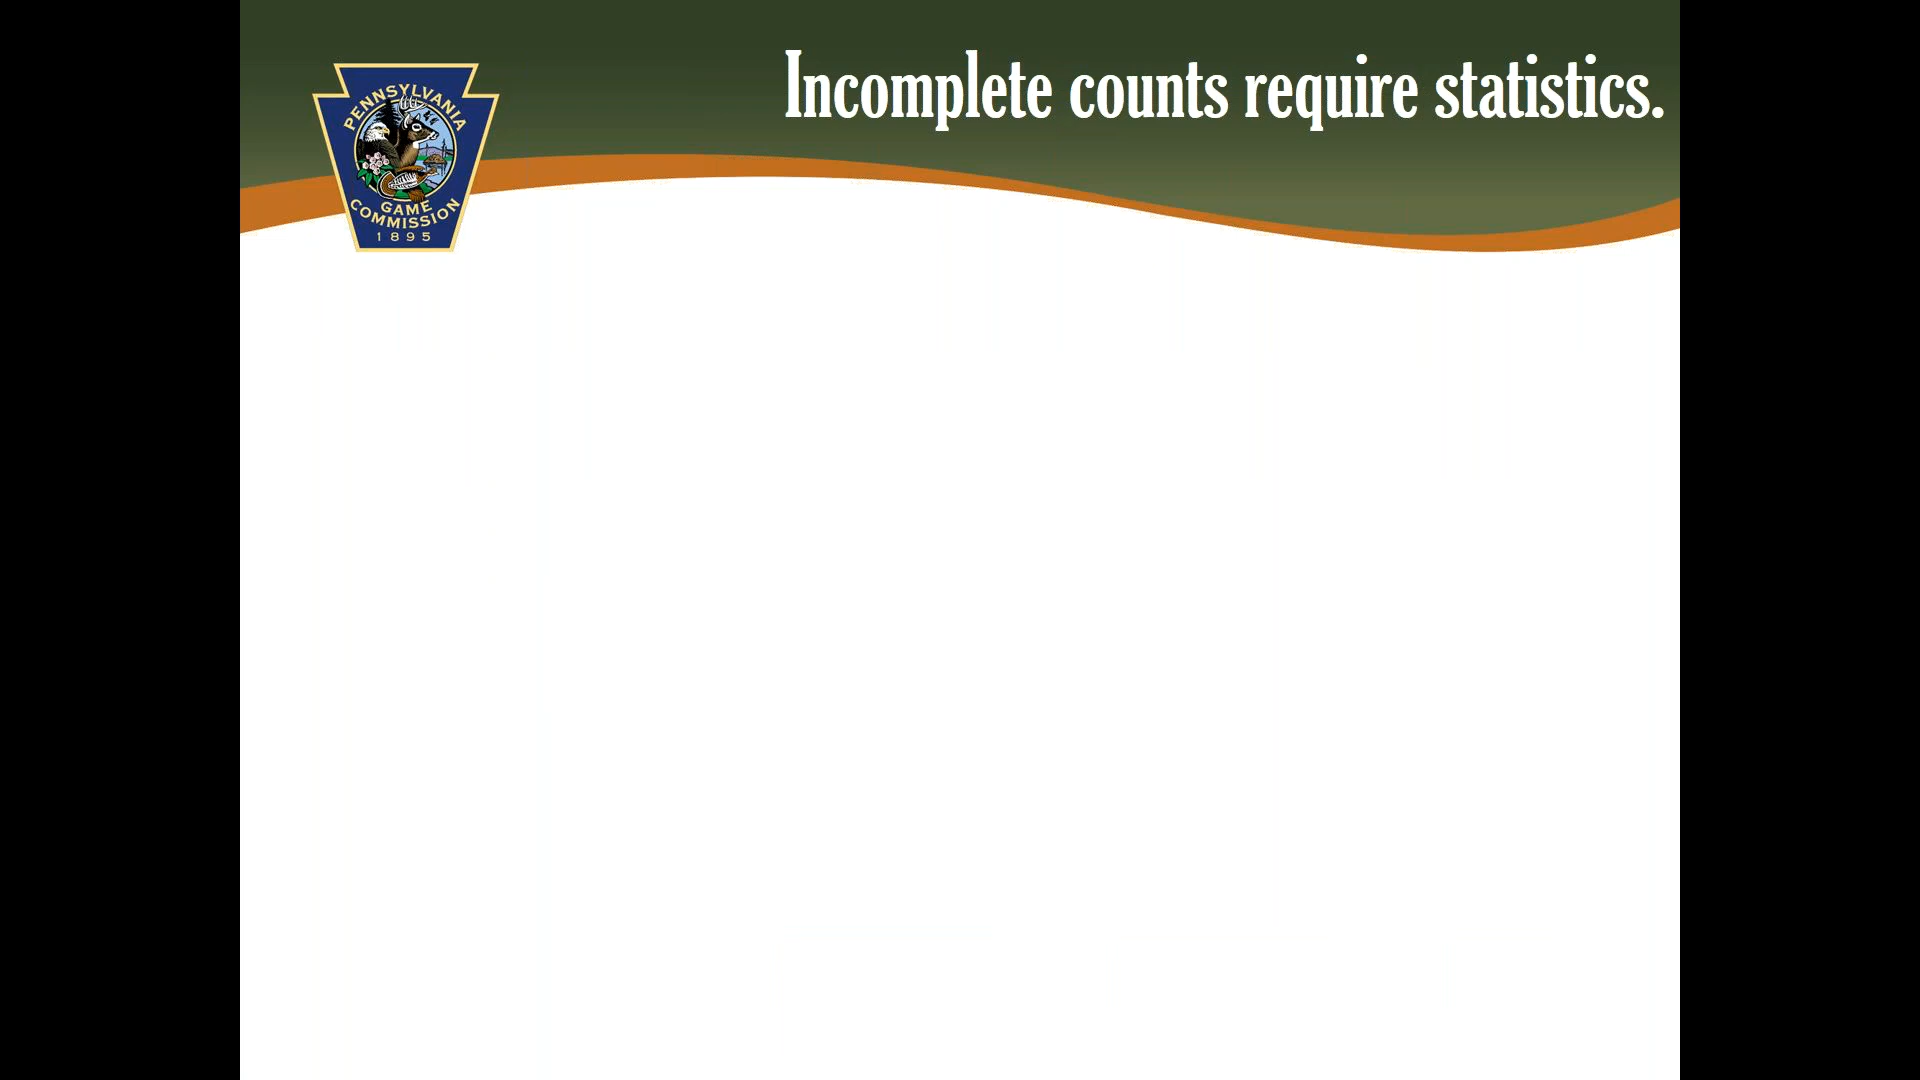 Incomplete counts require statistics.
PENNSYLVANIA
GAME
COMMISSION
1895